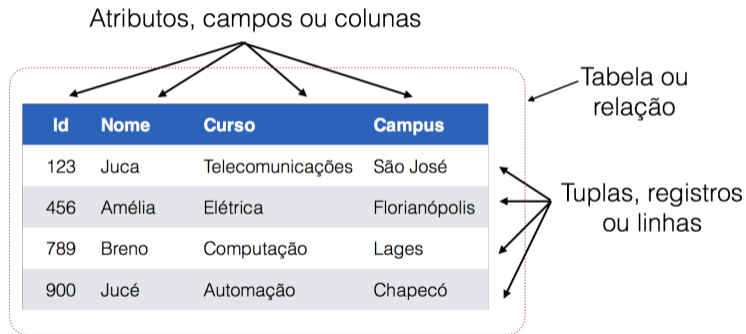 Atributos, campos ou colunas
Tabela ou
relação
Id Nome Curso Campus
123 Juca Telecomunicações São José
456 Amélia Elétrica Florianópolis
789 Breno Computação Lages
900 Jucé Automação Chapecó
Tuplas, registros
ou linhas